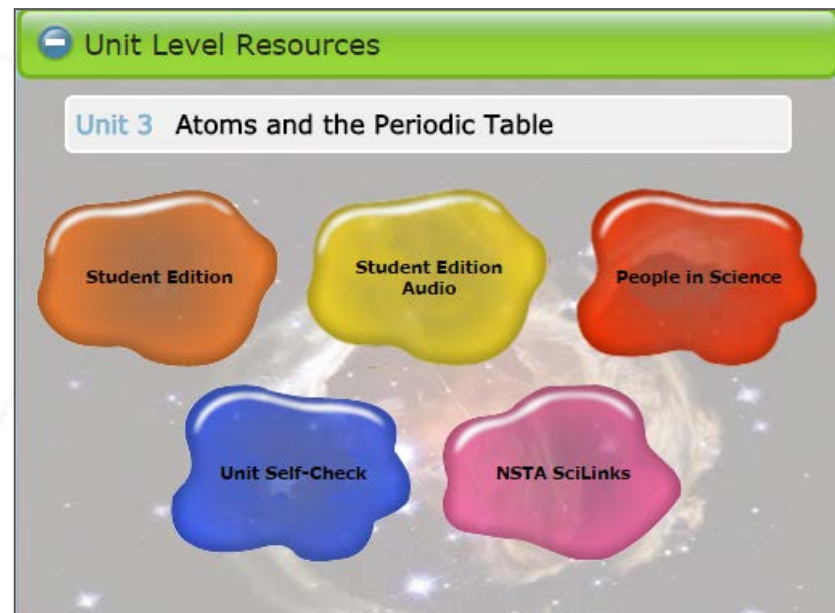 Unit Level Resources
Unit 3 Atoms and the Periodic Table
Student Edition
Student Edition
Audio
People in Science
Unit Self-Check
NSTA SciLinks